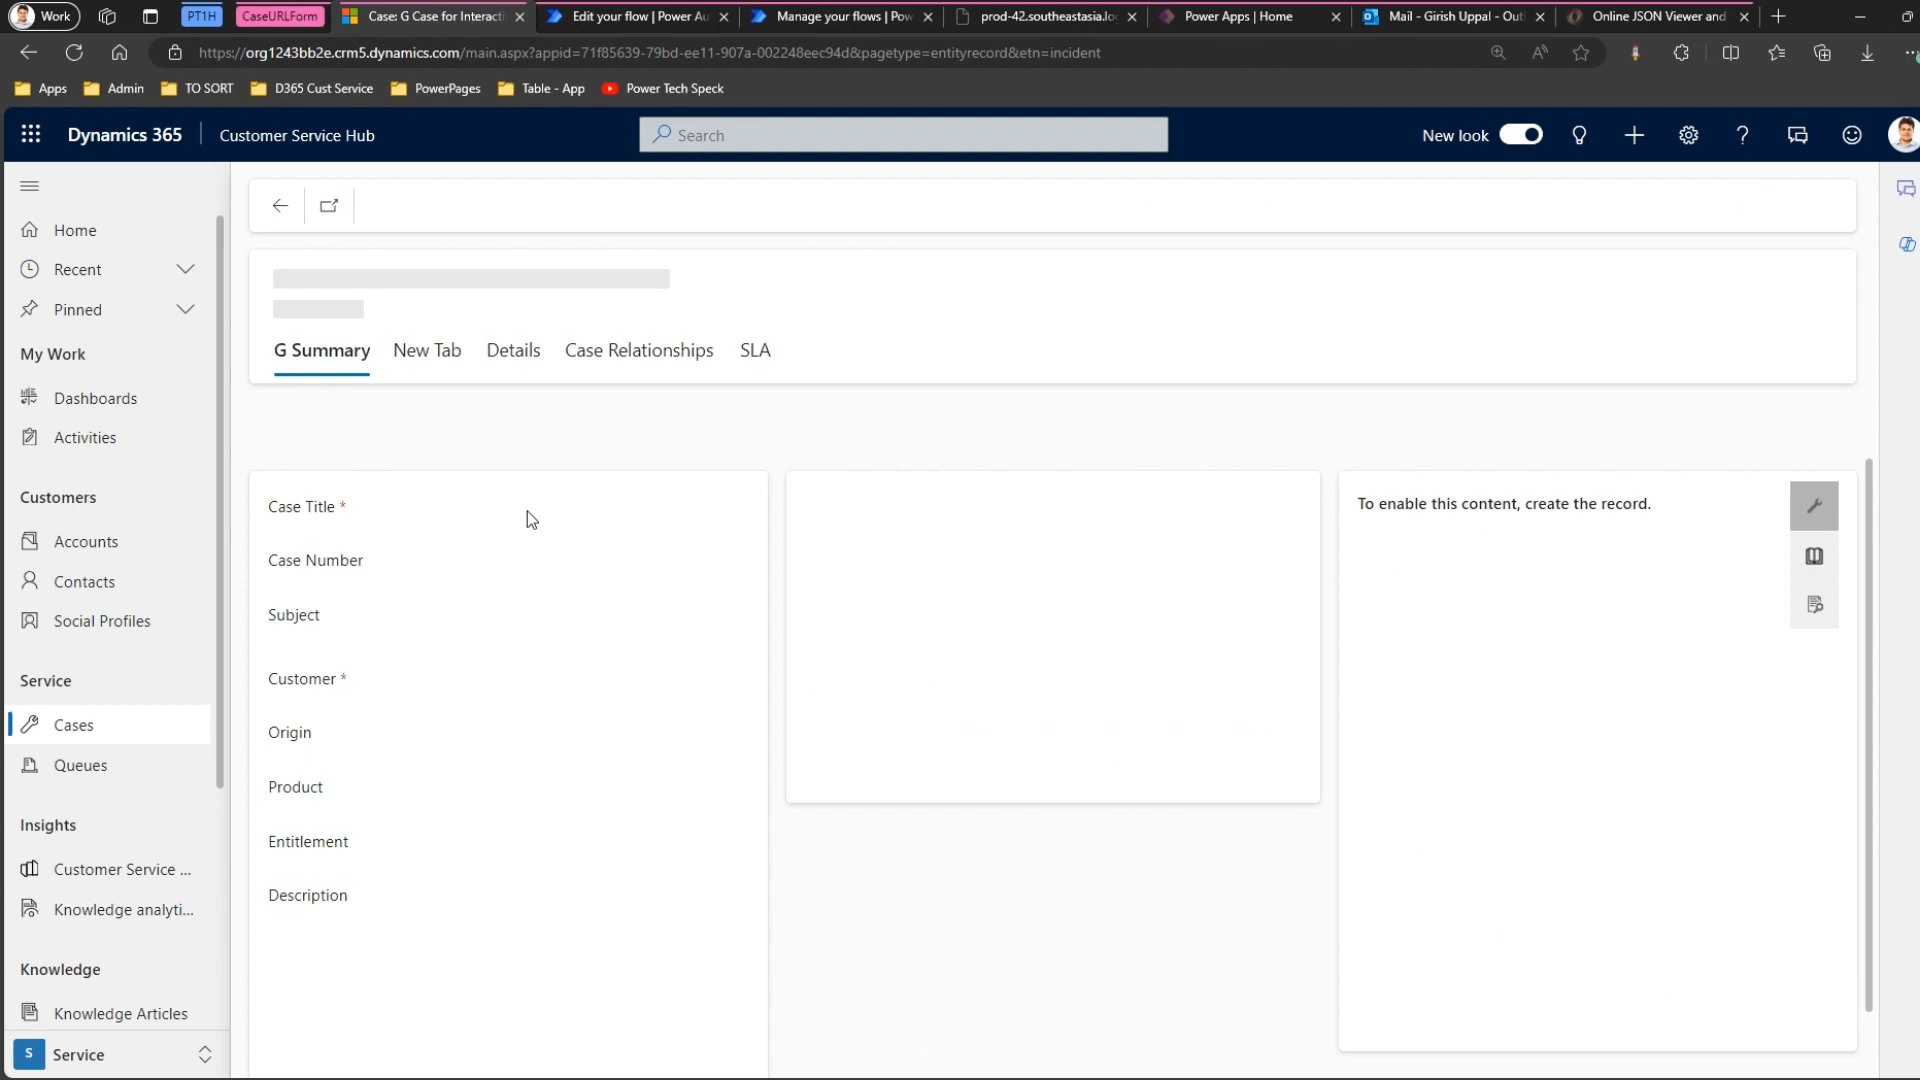 Work
PT1H
CaseURLForm
Case: G Case for Interacti
Edit your flow | Power Au
Manage your flows | Pow
prod-42.southeastasia.lo
Power Apps | Home
Mail - Girish Uppal - Out
Online JSON Viewer and
https://org1243bb2e.crm5.dynamics.com/main.aspx?appid=71f85639-79bd-ee11-907a-002248eec94d&pagetype=entityrecord&etn=incident
Apps
Admin
TO SORT
D365 Cust Service
PowerPages
Table - App
Power Tech Speck
Dynamics 365
Customer Service Hub
Search
New look
Home
Recent
Pinned
My Work
Dashboards
Activities
Customers
Accounts
Contacts
Social Profiles
Service
Cases
Queues
Insights
Customer Service ...
Knowledge analyti...
Knowledge
Knowledge Articles
S Service
G Summary
New Tab
Details
Case Relationships
SLA
Case Title *
Case Number
Subject
Customer *
Origin
Product
Entitlement
Description
To enable this content, create the record.